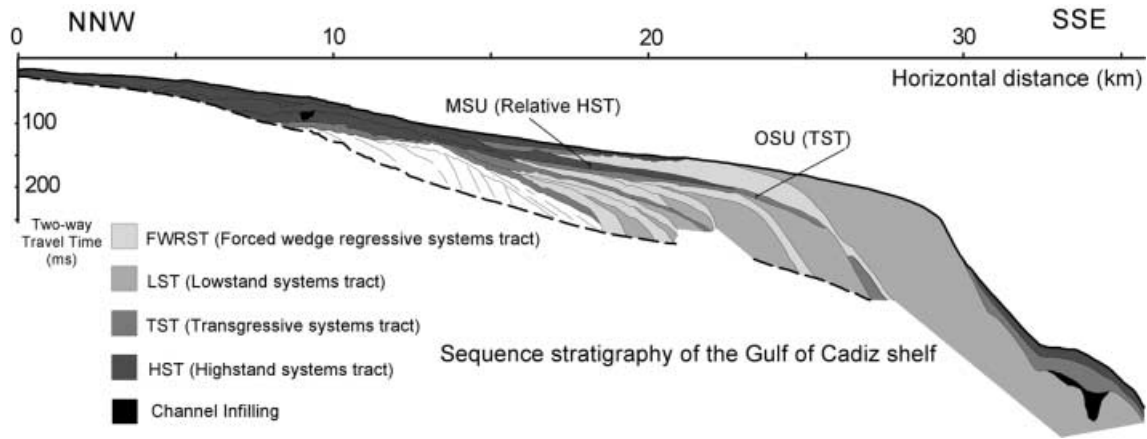 NNW
SSE
0
10
20
30
Horizontal distance (km)
MSU (Relative HST)
OSU (TST)
100
200
Two-way
Travel Time
(ms)
FWRST (Forced wedge regressive systems tract)
LST (Lowstand systems tract)
TST (Transgressive systems tract)
HST (Highstand systems tract)
Channel Infilling
Sequence stratigraphy of the Gulf of Cadiz shelf